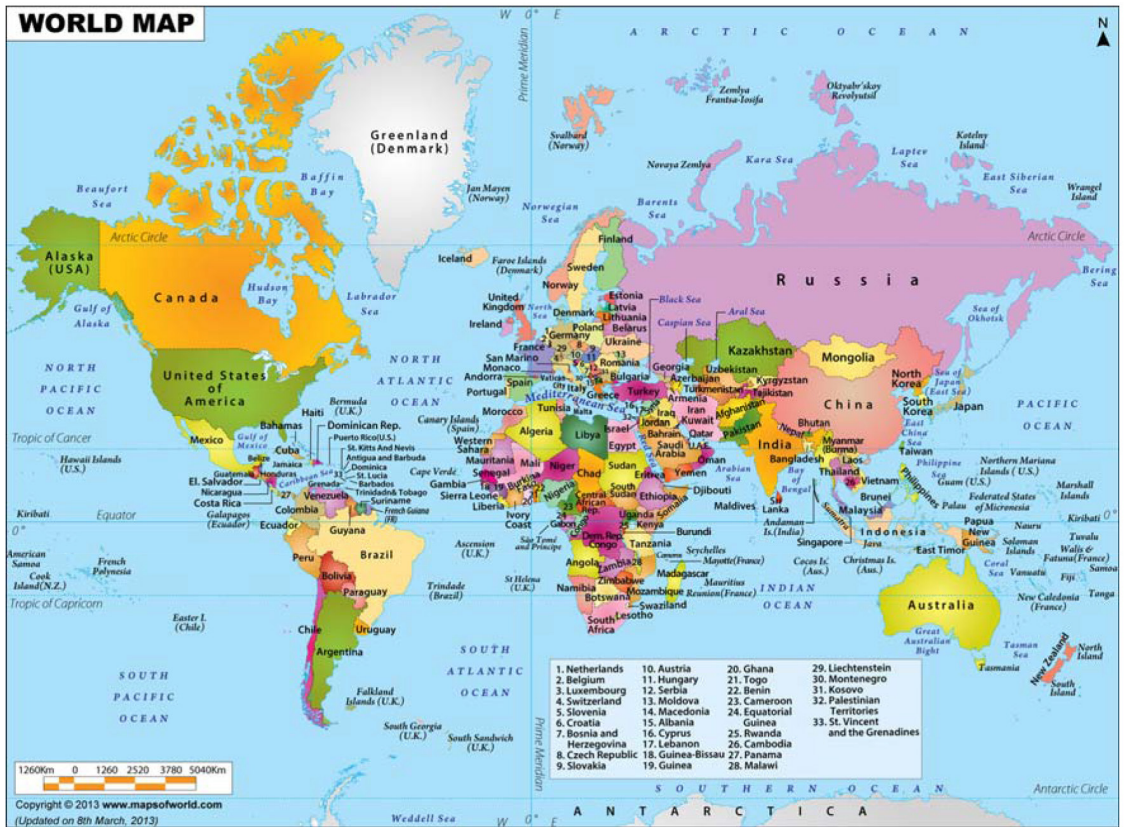 WORLD MAP
W 0° E
N
Prime Meridian
ARCTIC OCEAN
Greenland
(Denmark)
Svalbard
(Norway)
Zemlya
Frantsa-Iosifa
Oktyabr'skoy
Revolyutsil
Kotelny
Island
Laptev
Sea
Kara Sea
Novaya Zemlya
East Siberian
Sea
Wrangel
Island
Beaufort
Sea
Baffin
Bay
Jan Mayen
(Norway)
Norwegian
Sea
Barents
Sea
Arctic Circle
Arctic Circle
Alaska
(USA)
Canada
Hudson
Bay
Labrador
Sea
Gulf of
Alaska
Iceland
Faroe Islands
(Denmark)
Finland
Sweden
Norway
Russia
Bering
Sea
Sea of
Okhotsk
United
Kingdom
North
Sea
Ireland
Denmark
Estonia
Latvia
Lithuania
Belarus
Poland
Germany
Ukraine
Black Sea
Caspian Sea
Aral Sea
France
San Marino
Monaco
Andorra
Vatican
City
Italy
Spain
Portugal
Romania
Bulgaria
Greece
Malta
Mediterranean Sea
Georgia
Azerbaijan
Armenia
Turkey
Kazakhstan
Uzbekistan
Turkmenistan
Kyrgyzstan
Tajikistan
Mongolia
China
North
Korea
South
Korea
Sea of
Japan
(East Sea)
Japan
East
China
Sea
Taiwan
NORTH
PACIFIC
OCEAN
United States
of
America
NORTH
ATLANTIC
OCEAN
PACIFIC
OCEAN
Bermuda
(U.K.)
Bahamas
Haiti
Dominican Rep.
Puerto Rico(U.S.)
St. Kitts And Nevis
Antigua and Barbuda
Dominica
St. Lucia
Barbados
Grenada
Trinidad& Tobago
Suriname
French Guiana
(FR)
Tropic of Cancer
Hawaii Islands
(U.S.)
Mexico
Gulf of
Mexico
Cuba
Jamaica
Belize
Honduras
Guatemala
El. Salvador
Nicaragua
Costa Rica
Caribbean Sea
Venezuela
Colombia
Guyana
Canary Islands
(Spain)
Morocco
Western
Sahara
Mauritania
Senegal
Cape Verde
Gambia
Sierra Leone
Liberia
Ivory
Coast
Burkina
Faso
Mali
Algeria
Tunisia
Libya
Egypt
Israel
Jordan
Syria
Iraq
Iran
Kuwait
Bahrain
Qatar
U.A.E.
Saudi
Arabia
Oman
Yemen
Red Sea
Afghanistan
Pakistan
India
Nepal
Bhutan
Bangladesh
Bay
of
Bengal
Arabian
Sea
Myanmar
(Burma)
Laos
Thailand
Vietnam
Philippine
Sea
Philippines
Northern Mariana
Islands ( U.S.)
Guam (U.S.)
Marshall
Islands
Federated States
of Micronesia
Palau
Niger
Chad
Sudan
South
Sudan
Eritrea
Ethiopia
Djibouti
Somalia
Nigeria
Central
African
Rep.
Gabon
Congo
Dem. Rep.
Congo
Uganda
Kenya
Burundi
Tanzania
Sri
Lanka
Maldives
Andaman
Is.(India)
Brunei
Malaysia
Singapore
Sumatra
Indonesia
Java
East Timor
Papua
New
Guinea
Kiribati
Equator
Galapagos
(Ecuador)
Ecuador
Peru
Brazil
Bolivia
Paraguay
Chile
Uruguay
Argentina
Ascension
(U.K.)
Sao Tomé
and Principe
St Helena
(U.K.)
Trindade
(Brazil)
Angola
Zambia
Zimbabwe
Namibia
Botswana
Mozambique
Swaziland
Lesotho
South
Africa
Madagascar
Comoros
Seychelles
Mayotte(France)
Mauritius
Reunion(France)
INDIAN
OCEAN
Cocos Is.
(Aus.)
Christmas Is.
(Aus.)
Nauru
Kiribati
Soloman
Islands
Tuvalu
Walis &
Fatuna(France)
Samoa
Vanuatu
Fiji
Coral
Sea
New Caledonia
(France)
Tanga
American
Samoa
Cook
Island(N.Z.)
French
Polynesia
Tropic of Capricorn
Easter I.
(Chile)
Australia
Great
Australian
Bight
Tasman
Sea
Tasmania
New Zealand
North
Island
South
Island
SOUTH
PACIFIC
OCEAN
SOUTH
ATLANTIC
OCEAN
Falkland
Islands (U.K.)
South Georgia
(U.K.)
South Sandwich
(U.K.)
Prime Meridian
1. Netherlands
2. Belgium
3. Luxembourg
4. Switzerland
5. Slovenia
6. Croatia
7. Bosnia and
Herzegovina
8. Czech Republic
9. Slovakia
10. Austria
11. Hungary
12. Serbia
13. Moldova
14. Macedonia
15. Albania
16. Cyprus
17. Lebanon
18. Guinea-Bissau
19. Guinea
20. Ghana
21. Togo
22. Benin
23. Cameroon
24. Equatorial
Guinea
25. Rwanda
26. Cambodia
27. Panama
28. Malawi
29. Liechtenstein
30. Montenegro
31. Kosovo
32. Palestinian
Territories
33. St. Vincent
and the Grenadines
1260Km 0 1260 2520 3780 5040Km
Copyright © 2013 www.mapsofworld.com
(Updated on 8th March, 2013)
SOUTHERN OCEAN
Antarctic Circle
Weddell Sea
W 0° E
ANTARCTICA